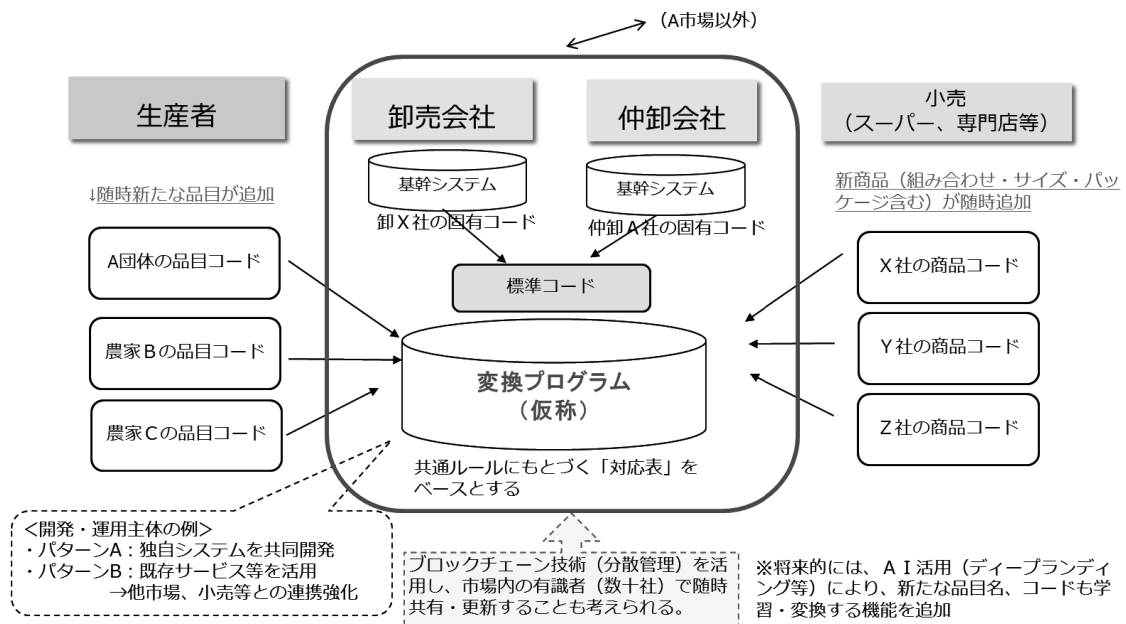 （A市場以外）
生産者
卸売会社
仲卸会社
小売
（スーパー、専門店等）
基幹システム
基幹システム
↓随時新たな品目が追加
卸Ｘ社の固有コード
仲卸Ａ社の固有コード
新商品（組み合わせ・サイズ・パッ
ケージ含む）が随時追加
A団体の品目コード
農家Ｂの品目コード
農家Ｃの品目コード
標準コード
変換プログラム
（仮称）
共通ルールにもとづく「対応表」を
ベースとする
Ｘ社の商品コード
Ｙ社の商品コード
Ｚ社の商品コード
＜開発・運用主体の例＞
・パターンA：独自システムを共同開発
・パターンB：既存サービス等を活用
→他市場、小売等との連携強化
ブロックチェーン技術（分散管理）を活
用し、市場内の有識者（数十社）で随時
共有・更新することも考えられる。
※将来的には、ＡＩ活用（ディープランディ
ング等）により、新たな品目名、コードも学
習・変換する機能を追加